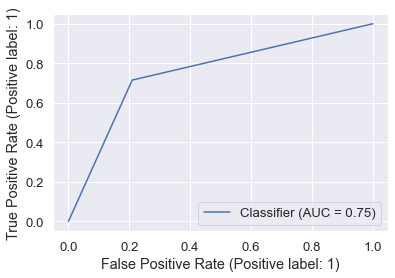 True Positive Rate (Positive label: 1)
1.0
0.8
0.6
0.4
0.2
0.0
Classifier (AUC = 0.75)
0.0 0.2 0.4 0.6 0.8 1.0
False Positive Rate (Positive label: 1)